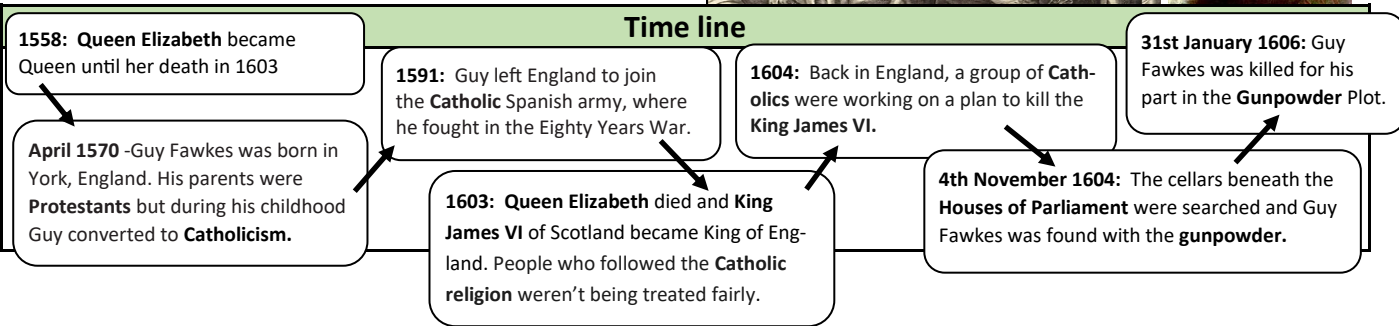 Time line
1558: Queen Elizabeth became
Queen until her death in 1603
April 1570 -Guy Fawkes was born in
York, England. His parents were
Protestants but during his childhood
Guy converted to Catholicism.
1591: Guy left England to join
the Catholic Spanish army, where
he fought in the Eighty Years War.
1603: Queen Elizabeth died and King
James VI of Scotland became King of Eng-
land. People who followed the Catholic
religion weren't being treated fairly.
1604: Back in England, a group of Cath-
olics were working on a plan to kill the
King James VI.
4th November 1604: The cellars beneath the
Houses of Parliament were searched and Guy
Fawkes was found with the gunpowder.
31st January 1606: Guy
Fawkes was killed for his
part in the Gunpowder Plot.